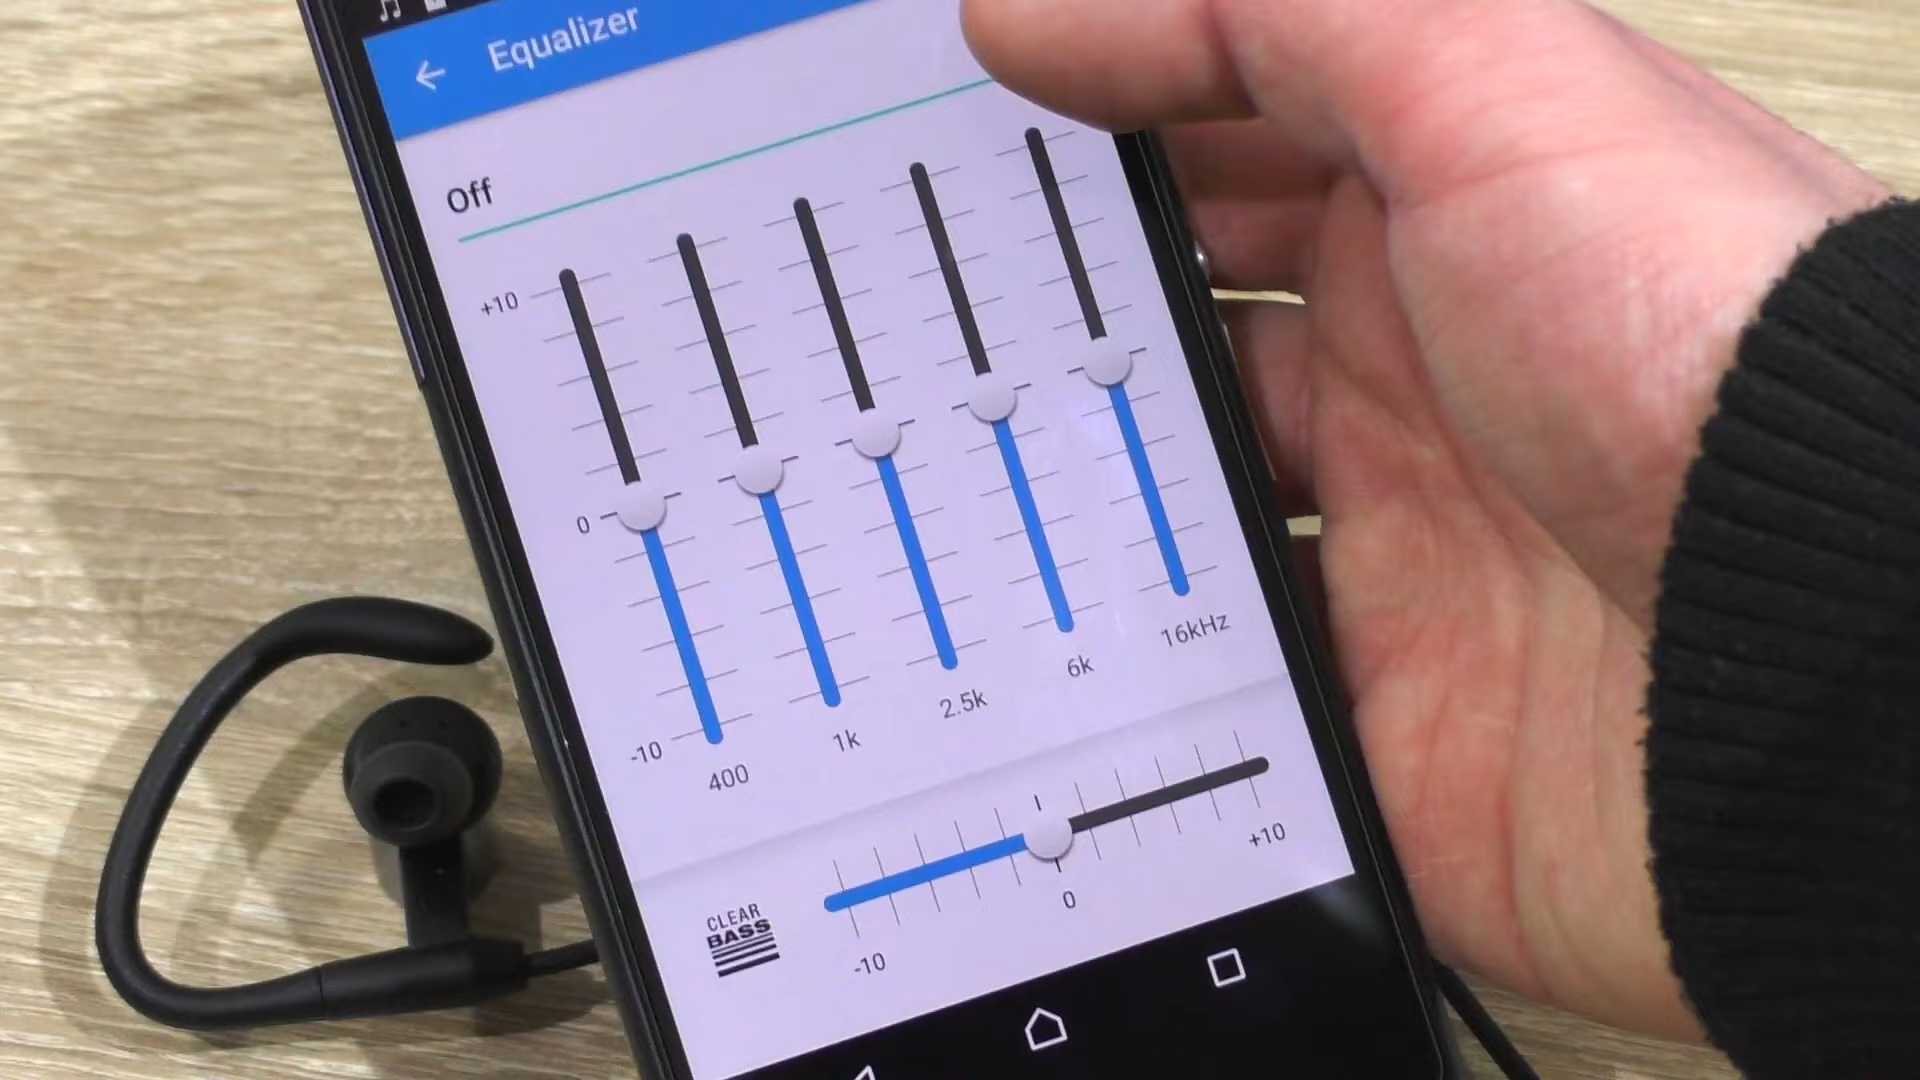 Equalizer
Off
+10
0
-10
400
1k
2.5k
6k
16kHz
CLEAR
BASS
-10
0
+10